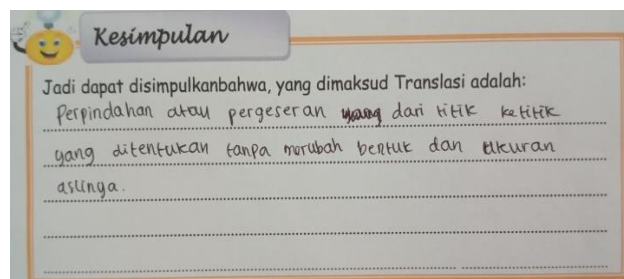 Kesimpulan
Jadi dapat disimpulkanbahwa, yang dimaksud Translasi adalah:
Perpindahan atau pergeseran yang dari titik ketitik
yang ditentukan tanpa merubah bentuk dan ukuran
aslinya.